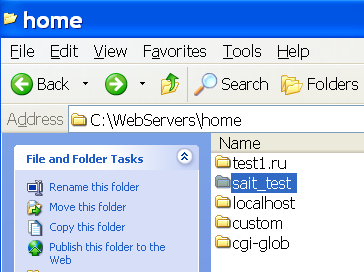 home
File Edit View Favorites Tools Help
Back Search Folders
Address C:\WebServers\home
File and Folder Tasks
Rename this folder
Move this folder
Copy this folder
Publish this folder to the
Web
Name
test1.ru
sait_test
localhost
custom
cgi-glob